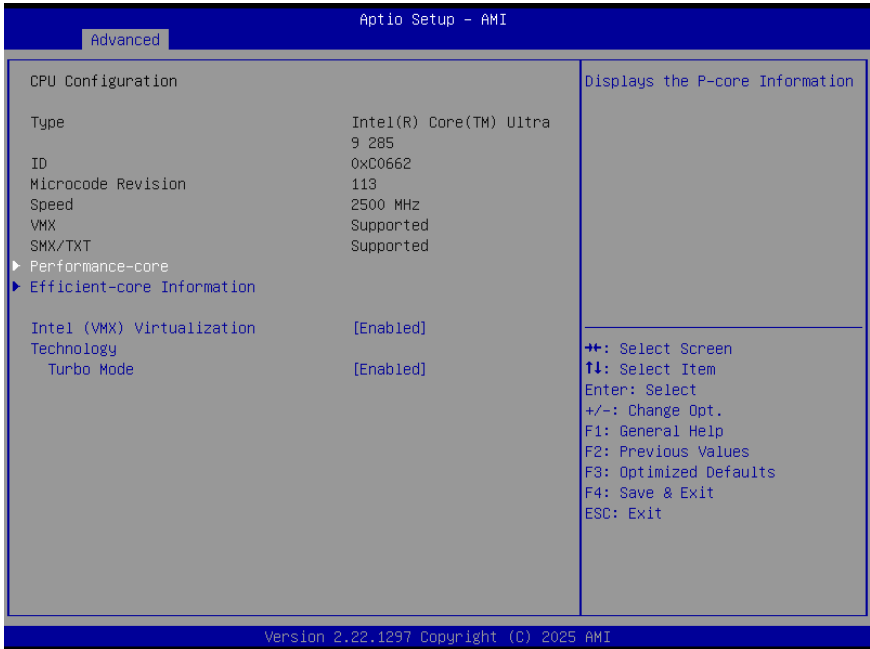 Aptio Setup – AMI
Advanced
CPU Configuration
Type Intel(R) Core(TM) Ultra
9 285
ID 0xC0662
Microcode Revision 113
Speed 2500 MHz
VMX Supported
SMX/TXT Supported
Performance-core
Efficient-core Information
Intel (VMX) Virtualization [Enabled]
Technology
Turbo Mode [Enabled]
Displays the P-core Information
→←: Select Screen
↑↓: Select Item
Enter: Select
+/-: Change Opt.
F1: General Help
F2: Previous Values
F3: Optimized Defaults
F4: Save & Exit
ESC: Exit
Version 2.22.1297 Copyright (C) 2025 AMI